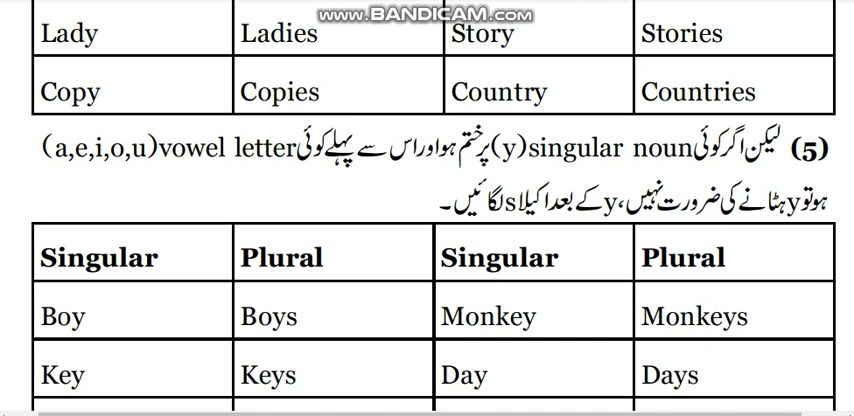 www.BANDICAM.com
Lady Ladies Story Stories
Copy Copies Country Countries
(5) لیکن اگر کوئی singular noun (y) پر ختم ہو اور اس سے پہلے کوئی vowel letter (a,e,i,o,u)
ہو تو y ہٹانے کی ضرورت نہیں، y کے بعد اکیلا s لگائیں۔
Singular Plural Singular Plural
Boy Boys Monkey Monkeys
Key Keys Day Days